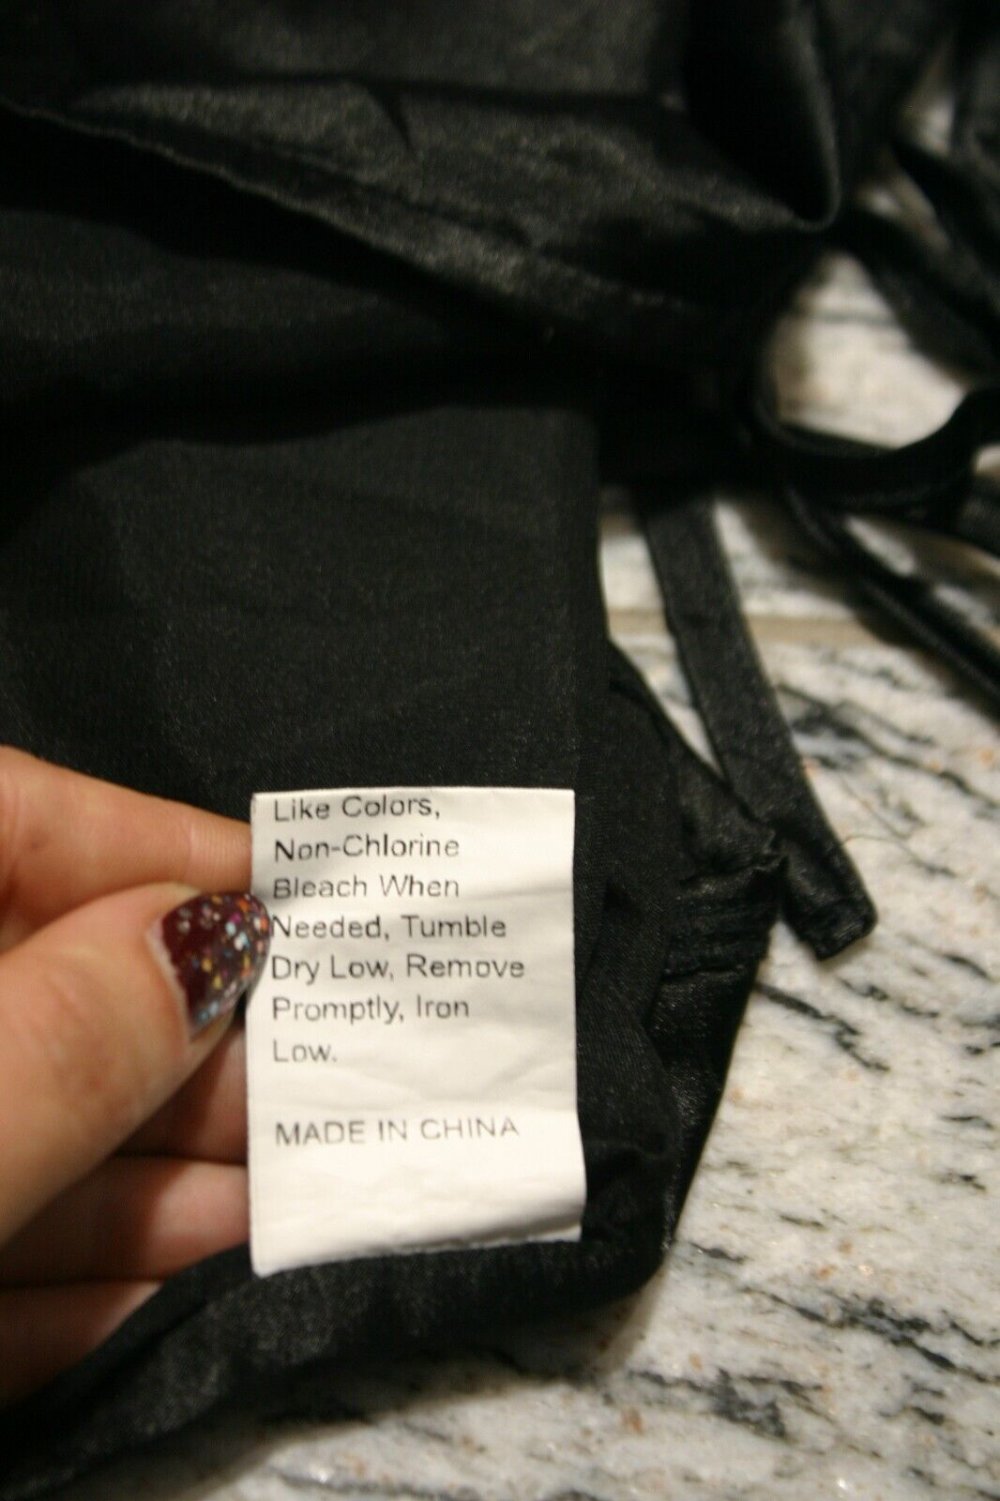 Like Colors,
Non-Chlorine
Bleach When
Needed, Tumble
Dry Low, Remove
Promptly, Iron
Low.
MADE IN CHINA